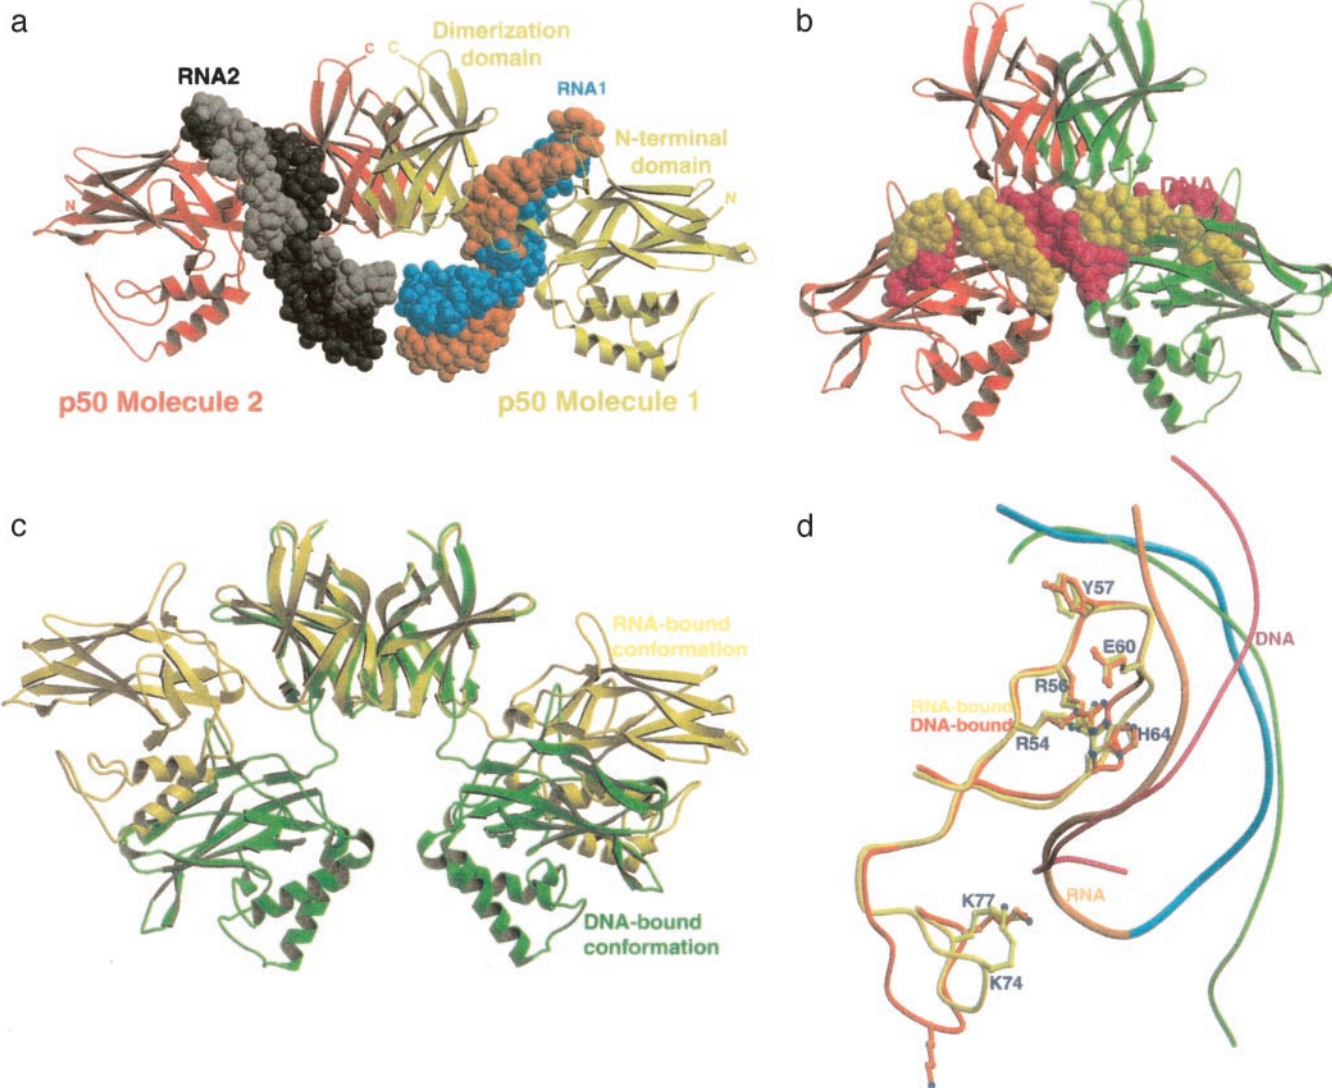 a
RNA2
C
C
Dimerization
domain
RNA1
N-terminal
domain
N
N
p50 Molecule 2
p50 Molecule 1
b
DNA
c
RNA-bound
conformation
DNA-bound
conformation
d
Y57
E60
DNA
R56
RNA-bound
DNA-bound
R54
H64
K77
RNA
K74